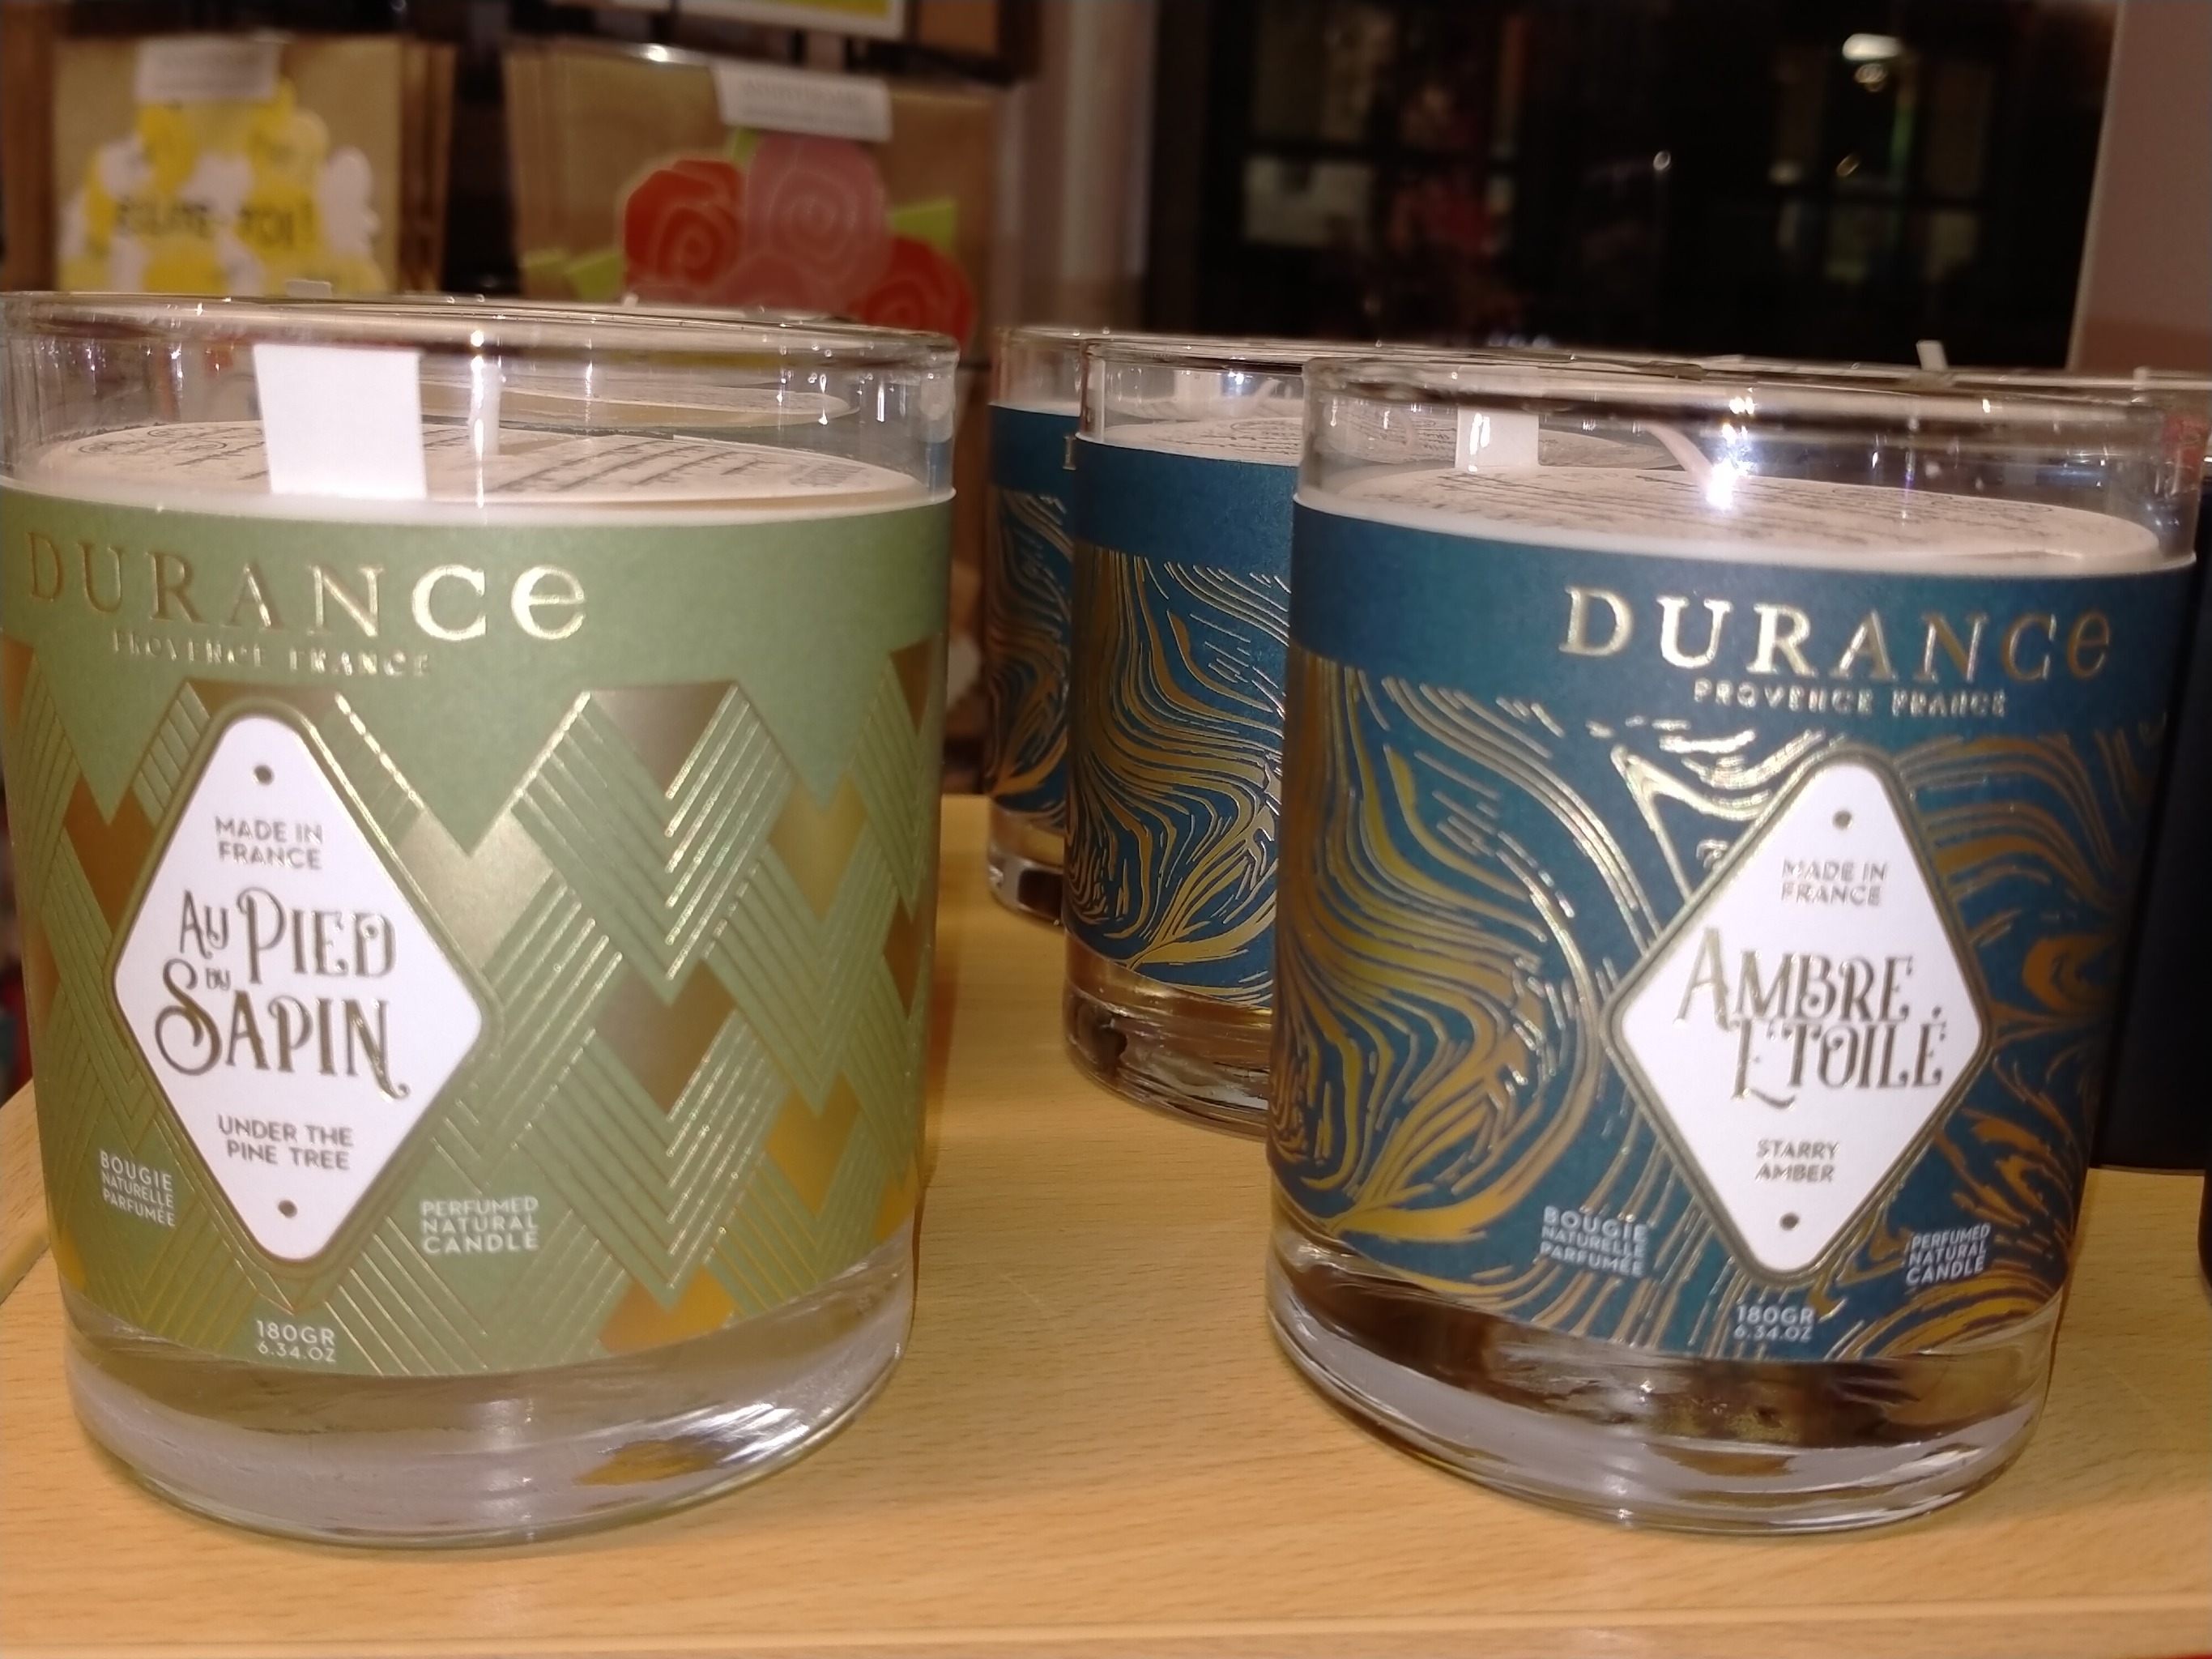 DURANCE
PROVENCE FRANCE
MADE IN
FRANCE
AU PIED
DU
SAPIN
UNDER THE
PINE TREE
BOUGIE
NATURELLE
PARFUMÉE
PERFUMED
NATURAL
CANDLE
180GR
6.34.OZ
DURANCE
PROVENCE FRANCE
MADE IN
FRANCE
AMBRE
ÉTOILÉ
STARRY
AMBER
BOUGIE
NATURELLE
PARFUMÉE
PERFUMED
NATURAL
CANDLE
180GR
6.34.OZ